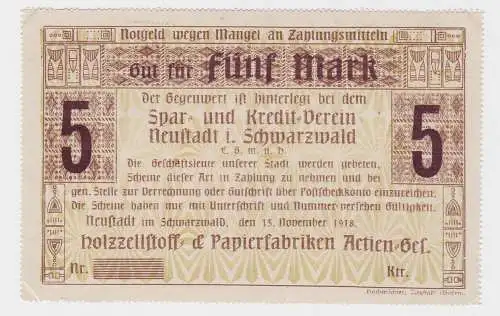 Notgeld wegen Mangel an Zahlungsmitteln
Gut für Fünf Mark
Der Gegenwert ist hinterlegt bei dem
5 Spar- und Kredit-Verein 5
Neustadt i. Schwarzwald
E. G. m. u. H.
Die Geschäftsleute unserer Stadt werden gebeten,
Scheine dieser Art in Zahlung zu nehmen und bei
gen. Stelle zur Verrechnung oder Gutschrift über Postscheckkonto einzureichen.
Die Scheine haben nur mit Unterschrift und Nummer versehen Gültigkeit.
Neustadt im Schwarzwald, den 15. November 1918.
Holzzellstoff- & Papierfabriken Actien-Ges.
Nr. Ktr.